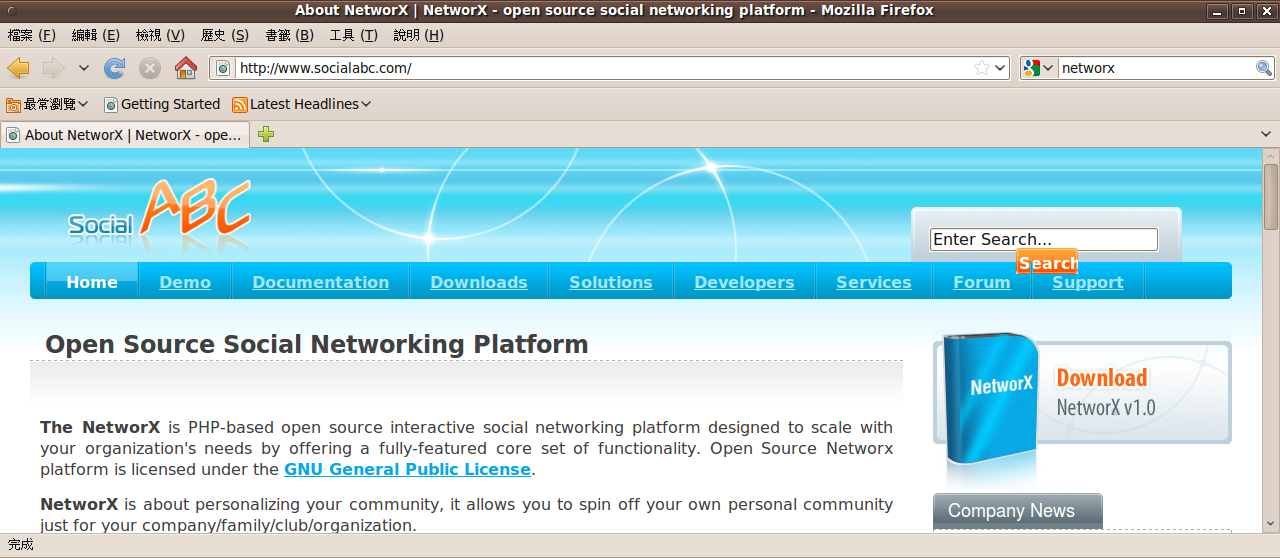 About NetworX | NetworX - open source social networking platform - Mozilla Firefox
檔案 (F) 編輯 (E) 檢視 (V) 歷史 (S) 書籤 (B) 工具 (T) 說明 (H)
http://www.socialabc.com/ networx
最常瀏覽 Getting Started Latest Headlines
About NetworX | NetworX - ope...
Social ABC
Enter Search...
Search
Home Demo Documentation Downloads Solutions Developers Services Forum Support
Open Source Social Networking Platform
The NetworX is PHP-based open source interactive social networking platform designed to scale with
your organization's needs by offering a fully-featured core set of functionality. Open Source Networx
platform is licensed under the GNU General Public License.
NetworX is about personalizing your community, it allows you to spin off your own personal community
just for your company/family/club/organization.
NetworX
Download
NetworX v1.0
Company News
完成